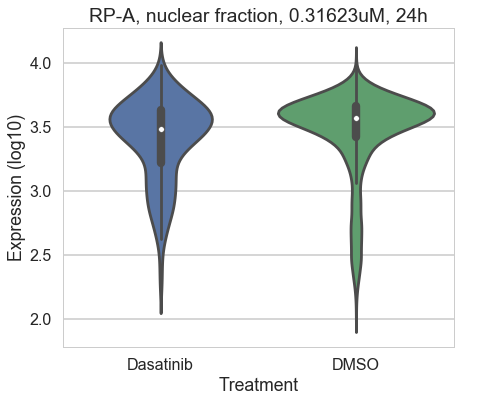 RP-A, nuclear fraction, 0.31623uM, 24h
Expression (log10)
4.0
3.5
3.0
2.5
2.0
Dasatinib
DMSO
Treatment